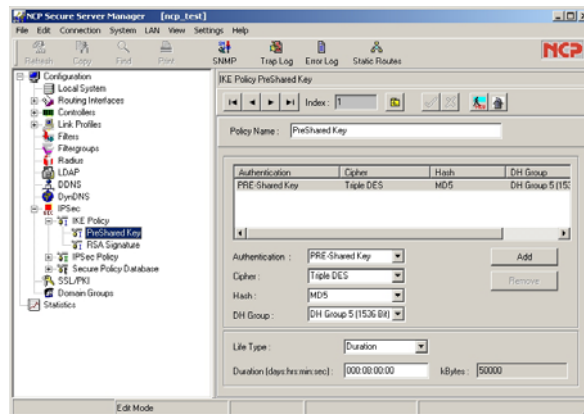 NCP Secure Server Manager [ncp_test]
File Edit Connection System LAN View Settings Help
Refresh Copy Find Print SNMP Trap Log Error Log Static Routes NCP
Configuration
Local System
Routing Interfaces
Controllers
Link Profiles
Filters
Filtergroups
Radius
LDAP
DDNS
DynDNS
IPSec
IKE Policy
PreShared Key
RSA Signature
IPSec Policy
Secure Policy Database
SSL/PKI
Domain Groups
Statistics
IKE Policy PreShared Key
Index : 1
Policy Name : PreShared Key
Authentication Cipher Hash DH Group
PRE-Shared Key Triple DES MD5 DH Group 5 (153
Authentication : PRE-Shared Key Add
Cipher : Triple DES Remove
Hash : MD5
DH Group : DH Group 5 (1536 Bit)
Life Type : Duration
Duration (days hrs min:sec) : 000:08:00:00 kBytes : 50000
Edit Mode